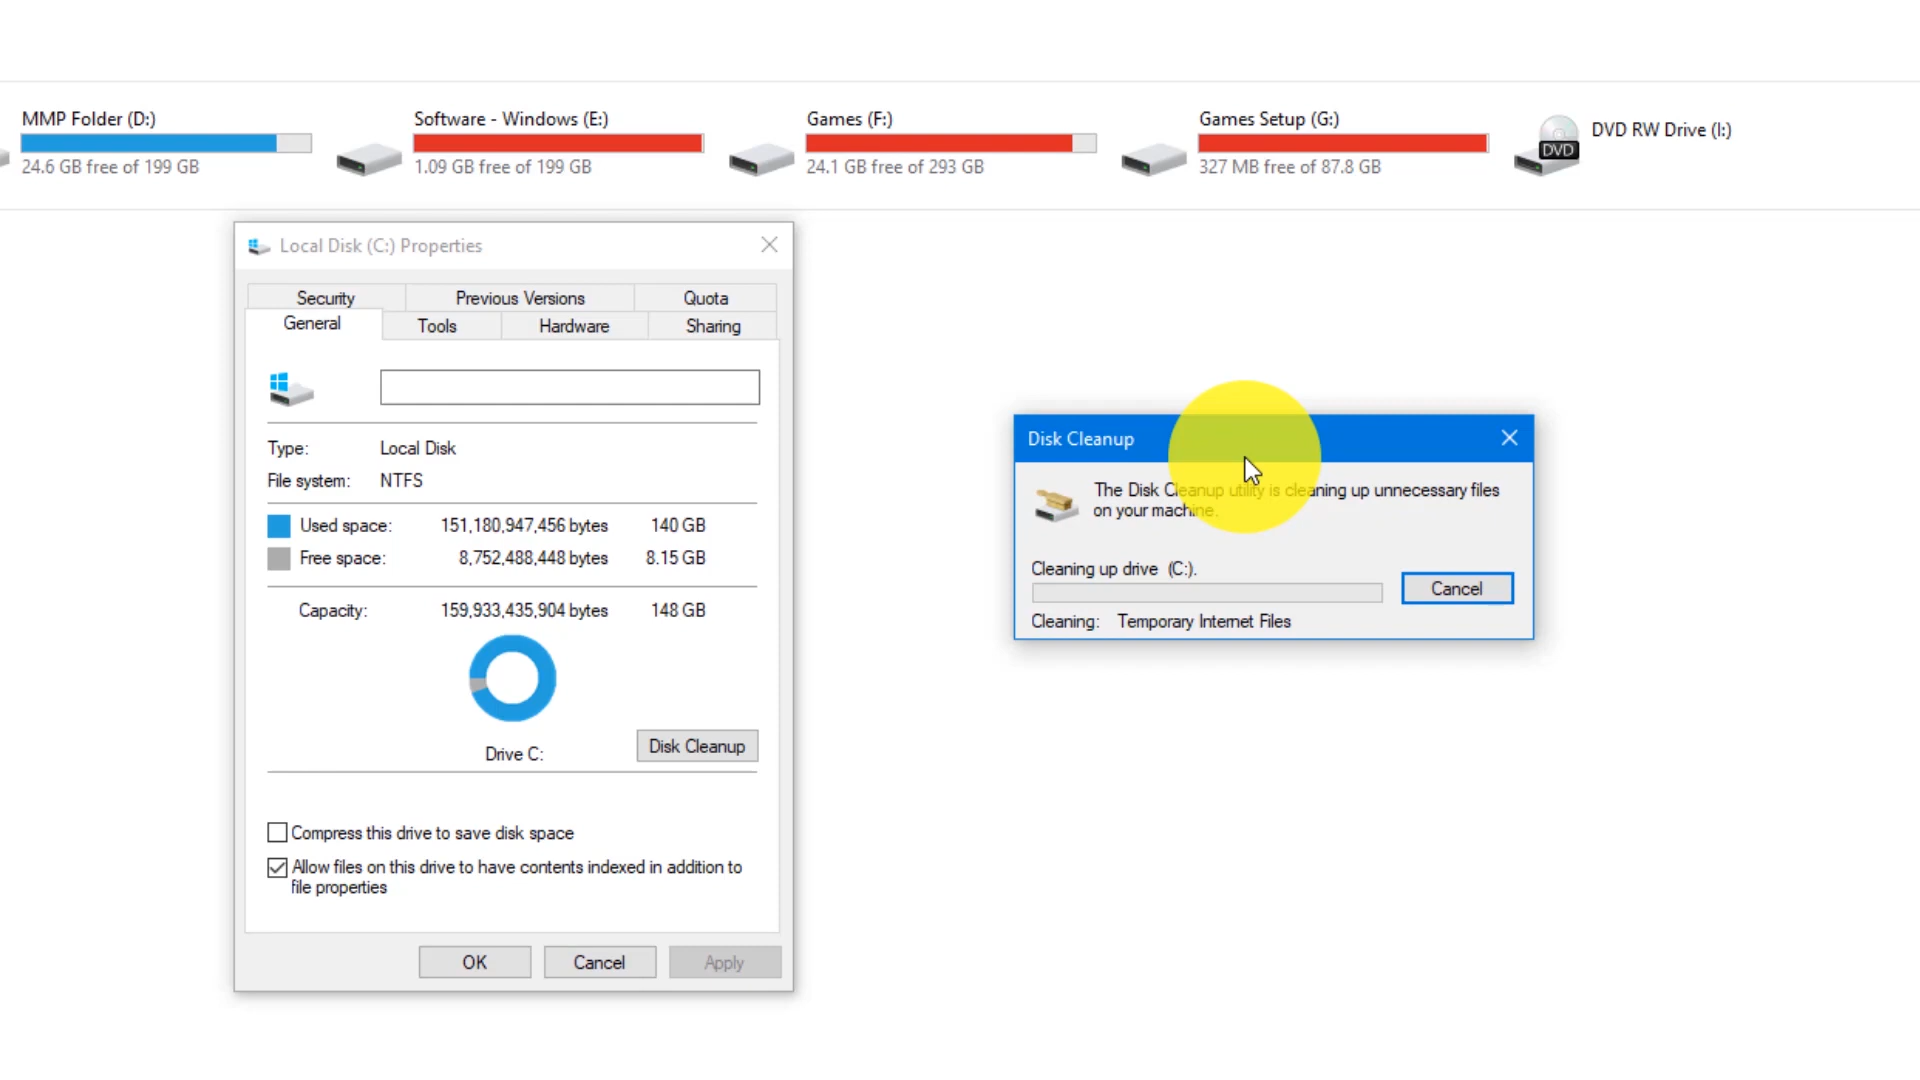 MMP Folder (D:)
24.6 GB free of 199 GB
Software - Windows (E:)
1.09 GB free of 199 GB
Games (F:)
24.1 GB free of 293 GB
Games Setup (G:)
327 MB free of 87.8 GB
DVD
DVD RW Drive (I:)
Local Disk (C:) Properties
Security Previous Versions Quota
General Tools Hardware Sharing
Type: Local Disk
File system: NTFS
Used space: 151,180,947,456 bytes 140 GB
Free space: 8,752,488,448 bytes 8.15 GB
Capacity: 159,933,435,904 bytes 148 GB
Drive C:
Disk Cleanup
Compress this drive to save disk space
Allow files on this drive to have contents indexed in addition to
file properties
OK Cancel Apply
Disk Cleanup
The Disk Cleanup utility is cleaning up unnecessary files
on your machine.
Cleaning up drive (C:).
Cancel
Cleaning: Temporary Internet Files